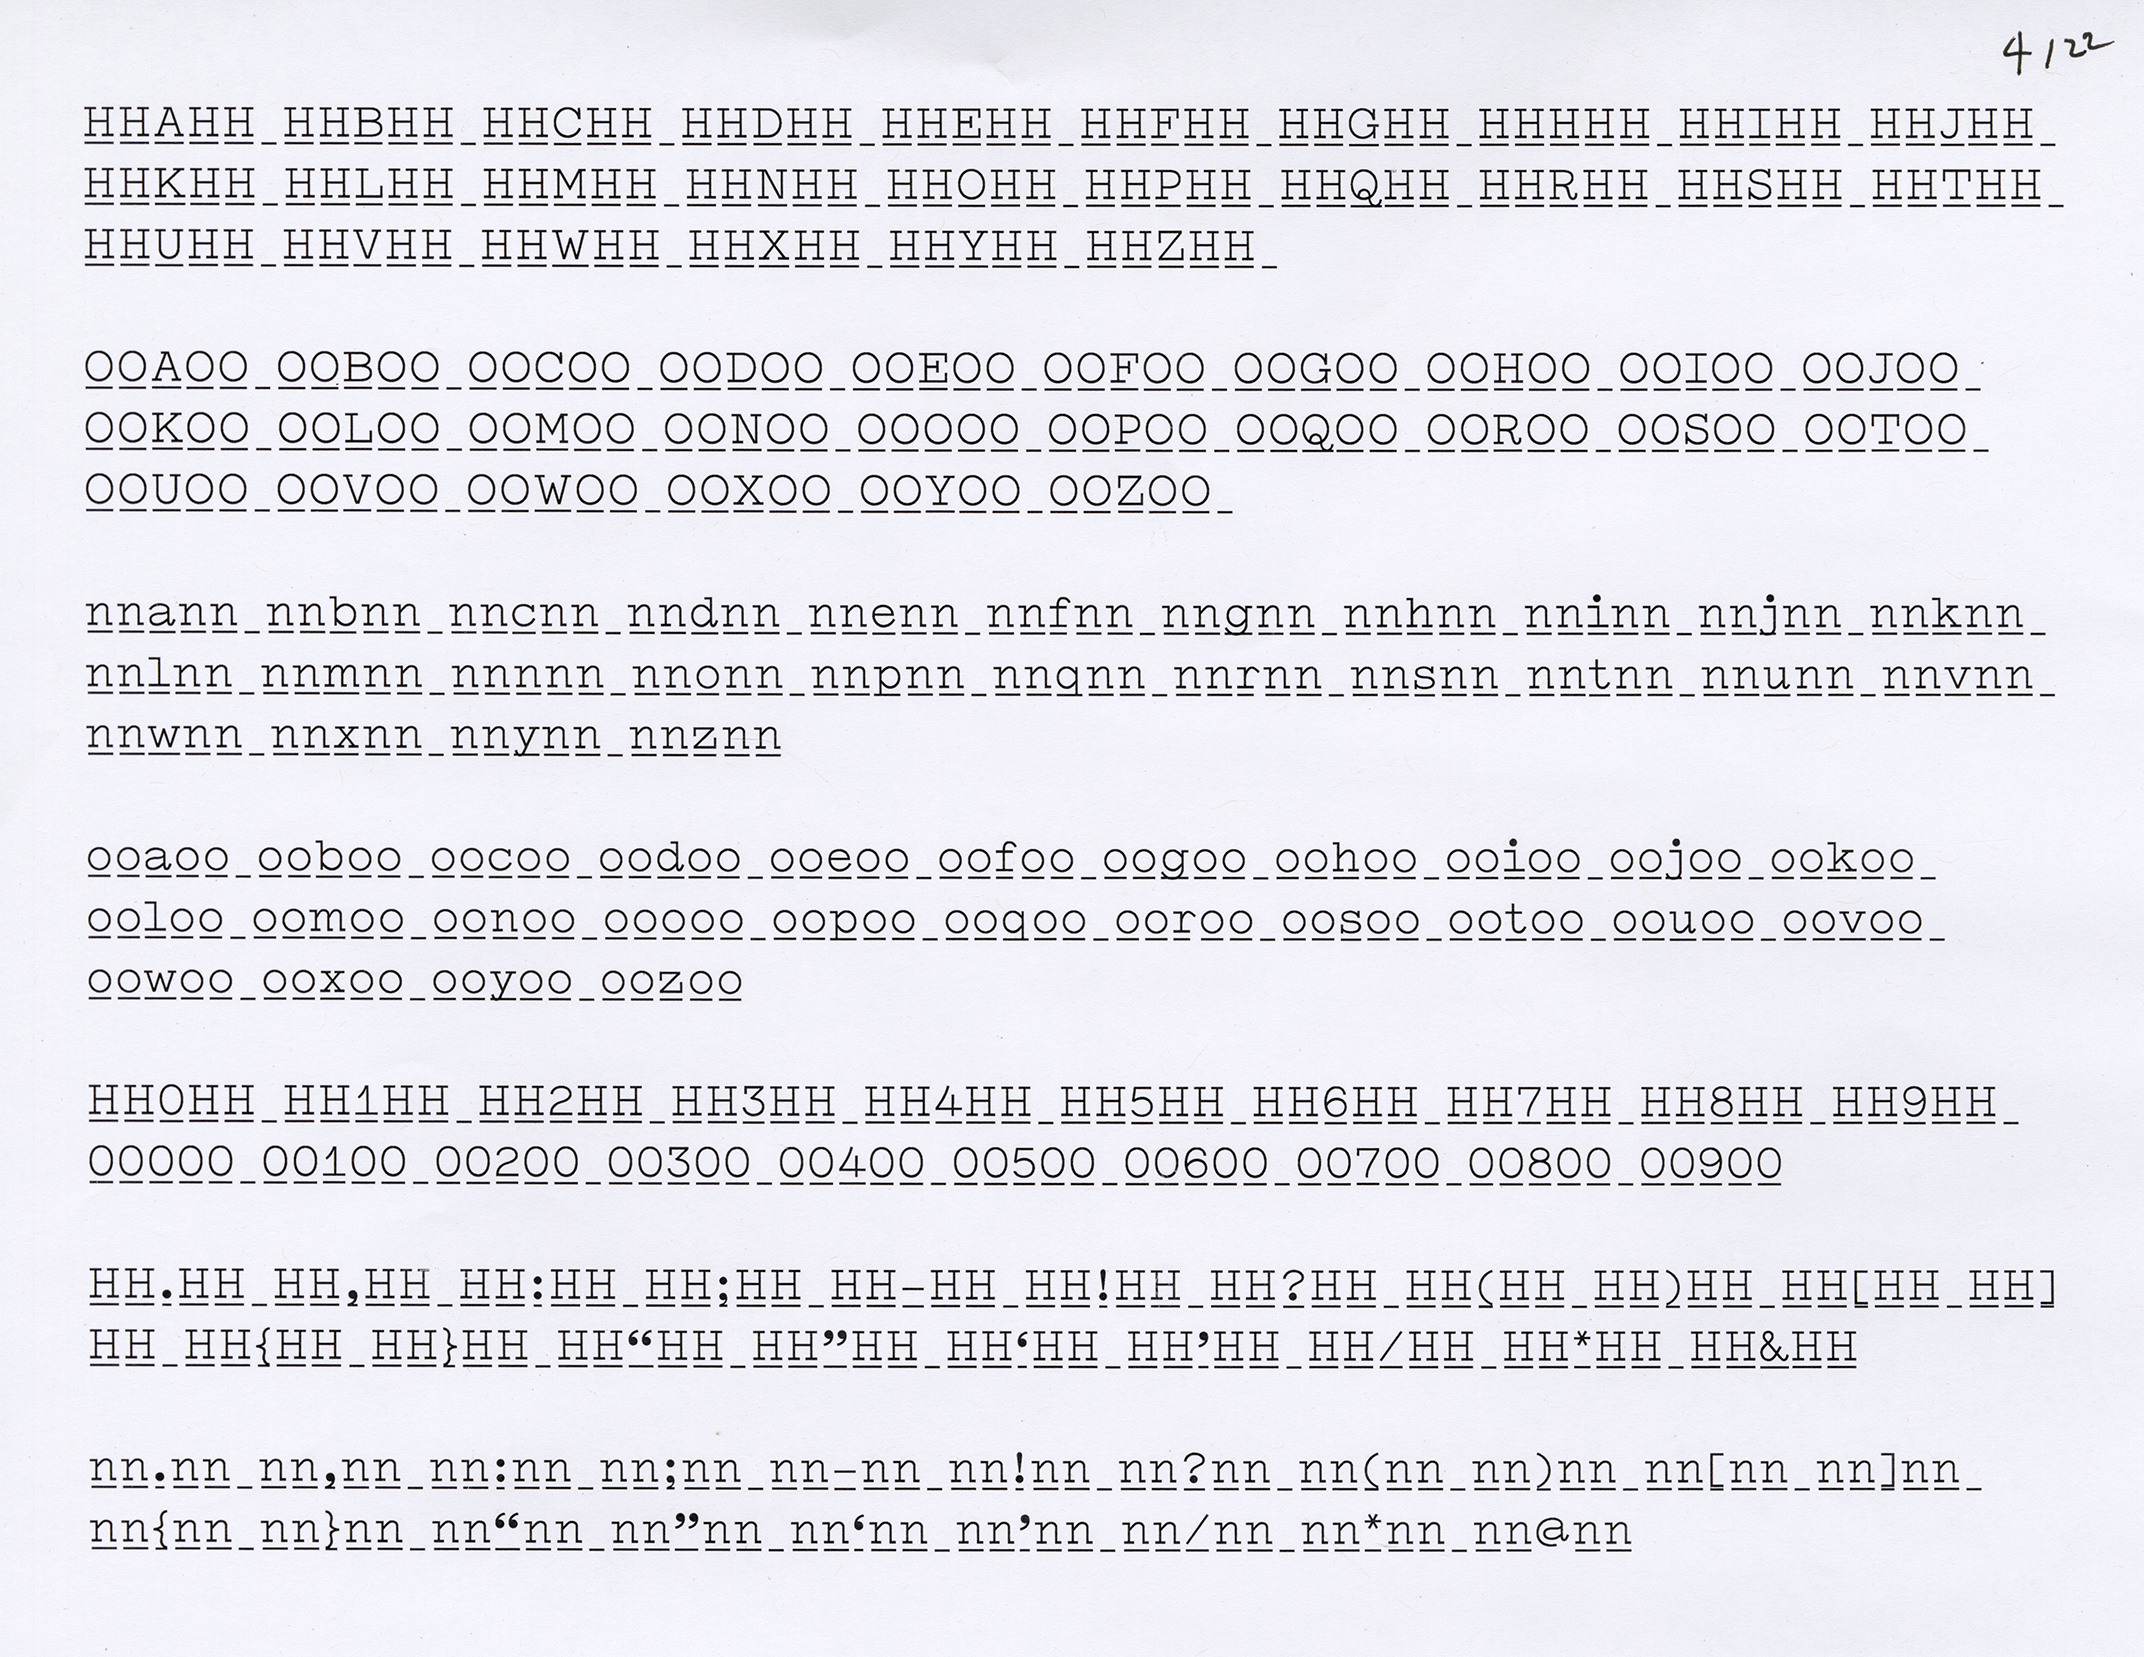 4/22
HHAHH HHBHH HHCHH HHDHH HHEHH HHFHH HHGHH HHHHH HHIHH HHJHH
HHKHH HHLHH HHMHH HHNHH HHOHH HHPHH HHQHH HHRHH HHSHH HHTHH
HHUHH HHVHH HHWHH HHXHH HHYHH HHZHH
OOAOO OOBOO OOCOO OODOO OOEOO OOFOO OOGOO OOHOO OOIOO OOJOO
OOKOO OOLOO OOMOO OONOO OOOOO OOPOO OOQOO OOROO OOSOO OOTOO
OOUOO OOVOO OOWOO OOXOO OOYOO OOZOO
nnann nnbnn nncnn nndnn nnenn nnfnn nngnn nnhnn nninn nnjnn nnknn
nnlnn nnmnn nnnnn nnonn nnpnn nnqnn nnrnn nnsnn nntnn nnunn nnvnn
nnwnn nnxnn nnynn nnznn
ooaoo ooboo oocoo oodoo ooeoo oofoo oogoo oohoo ooioo oojoo ookoo
ooloo oomoo oonoo ooooo oopoo ooqoo ooroo oosoo ootoo oouoo oovoo
oowoo ooxoo ooyoo oozoo
HH0HH HH1HH HH2HH HH3HH HH4HH HH5HH HH6HH HH7HH HH8HH HH9HH
00000 00100 00200 00300 00400 00500 00600 00700 00800 00900
HH.HH HH,HH HH:HH HH;HH HH-HH HH!HH HH?HH HH(HH HH)HH HH[HH HH]
HH HH{HH HH}HH HH“HH HH”HH HH‘HH HH’HH HH/HH HH*HH HH&HH
nn.nn nn,nn nn:nn nn;nn nn-nn nn!nn nn?nn nn(nn nn)nn nn[nn nn]nn
nn{nn nn}nn nn“nn nn”nn nn‘nn nn’nn nn/nn nn*nn nn@nn